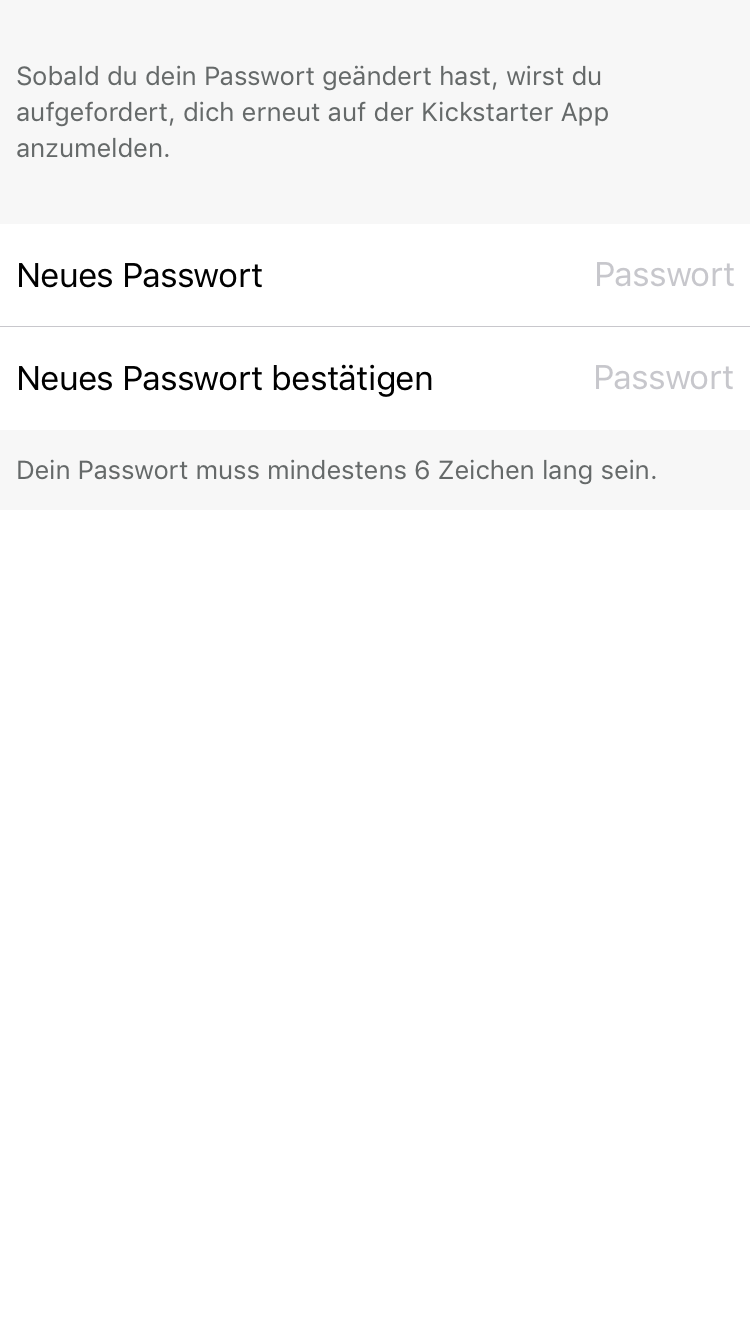 Sobald du dein Passwort geändert hast, wirst du
aufgefordert, dich erneut auf der Kickstarter App
anzumelden.
Neues Passwort Passwort
Neues Passwort bestätigen Passwort
Dein Passwort muss mindestens 6 Zeichen lang sein.